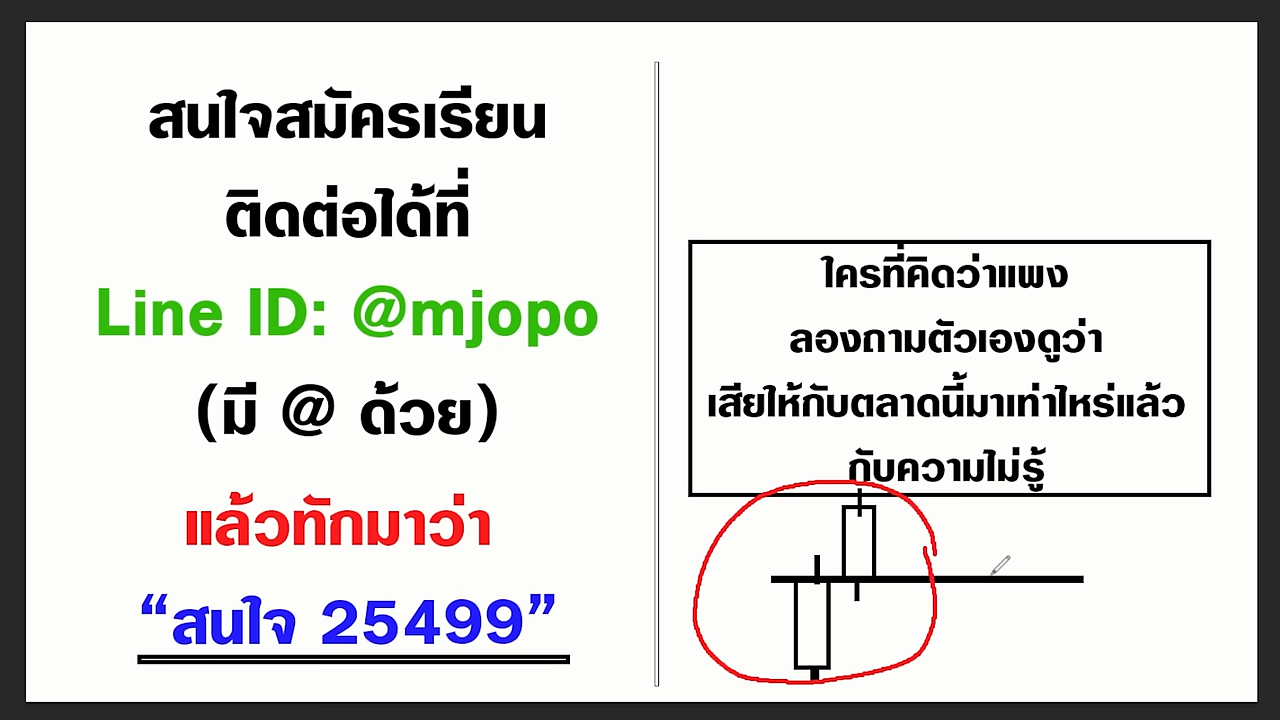 สนใจสมัครเรียน
ติดต่อได้ที่
Line ID: @mjopo
(มี @ ด้วย)
แล้วทักมาว่า
“สนใจ 25499”
ใครที่คิดว่าแพง
ลองถามตัวเองดูว่า
เสียให้กับตลาดนี้มาเท่าไหร่แล้ว
กับความไม่รู้